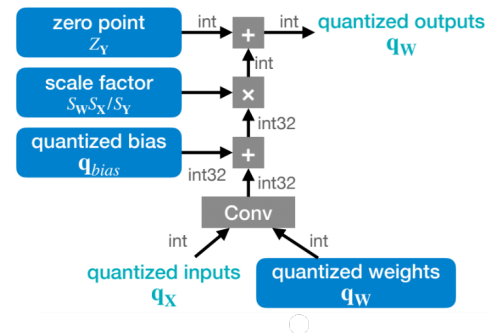 zero point
Z_Y
int
+
int
quantized outputs
q_W
int
scale factor
S_W S_X / S_Y
×
int32
quantized bias
q_bias
int32
+
int32
Conv
int
int
quantized inputs
q_X
quantized weights
q_W